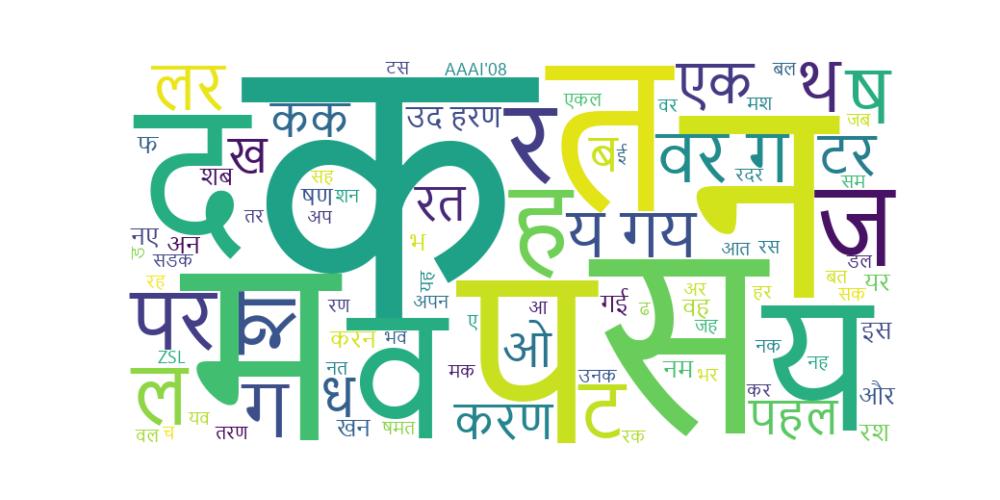 टस AAAI'08
लर क त एक थ ष
बल एकल वर मश जब
द कक उद हरण र न
फ ख ब ई वर ग टर
शब सह षण शन रत ह रदर सम ज
तर अप य गय
नए अन भ आत रस
सडक डल
रह यह अपन स अर हर बत यर
म प गई वह सक
पर रण आ ढ य
करन भव व ए ओ जह इस
ZSL नक नह
ल नत मक उनक नम भर
ग ध ट कर और
यव करण पहल
वल च तरण खन षमत रक रश